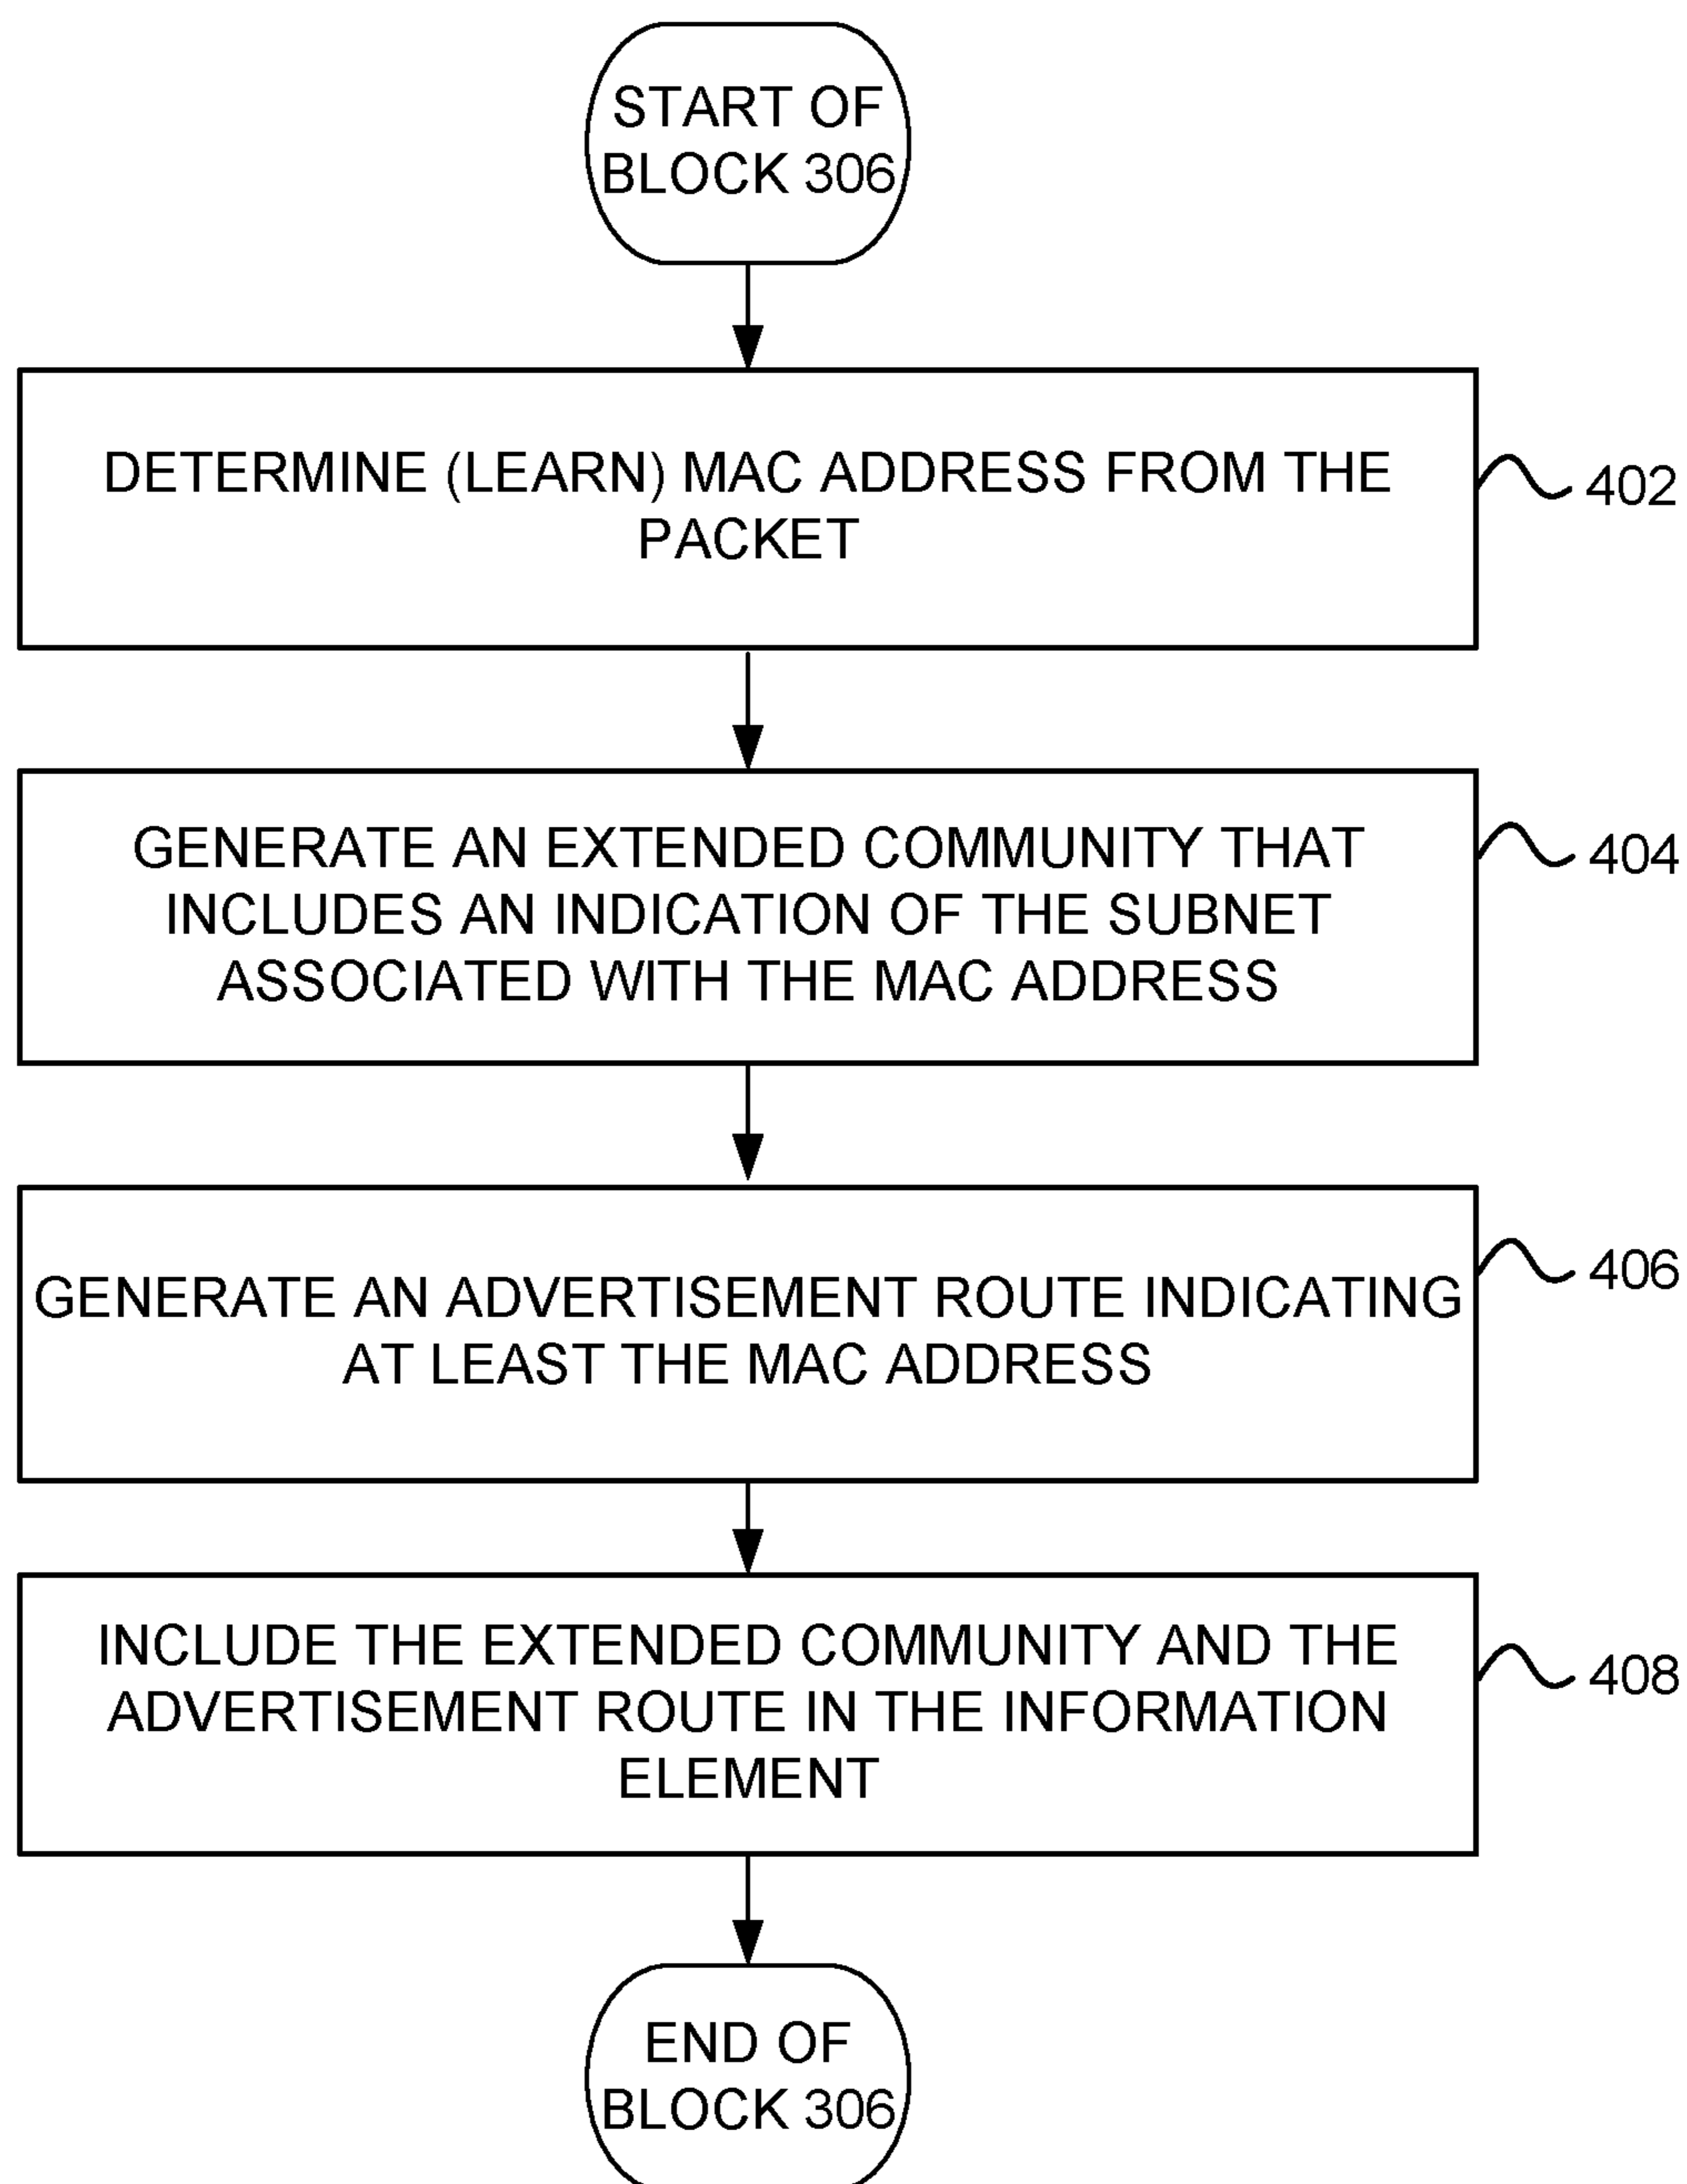 START OF
BLOCK 306
DETERMINE (LEARN) MAC ADDRESS FROM THE
PACKET
402
GENERATE AN EXTENDED COMMUNITY THAT
INCLUDES AN INDICATION OF THE SUBNET
ASSOCIATED WITH THE MAC ADDRESS
404
GENERATE AN ADVERTISEMENT ROUTE INDICATING
AT LEAST THE MAC ADDRESS
406
INCLUDE THE EXTENDED COMMUNITY AND THE
ADVERTISEMENT ROUTE IN THE INFORMATION
ELEMENT
408
END OF
BLOCK 306